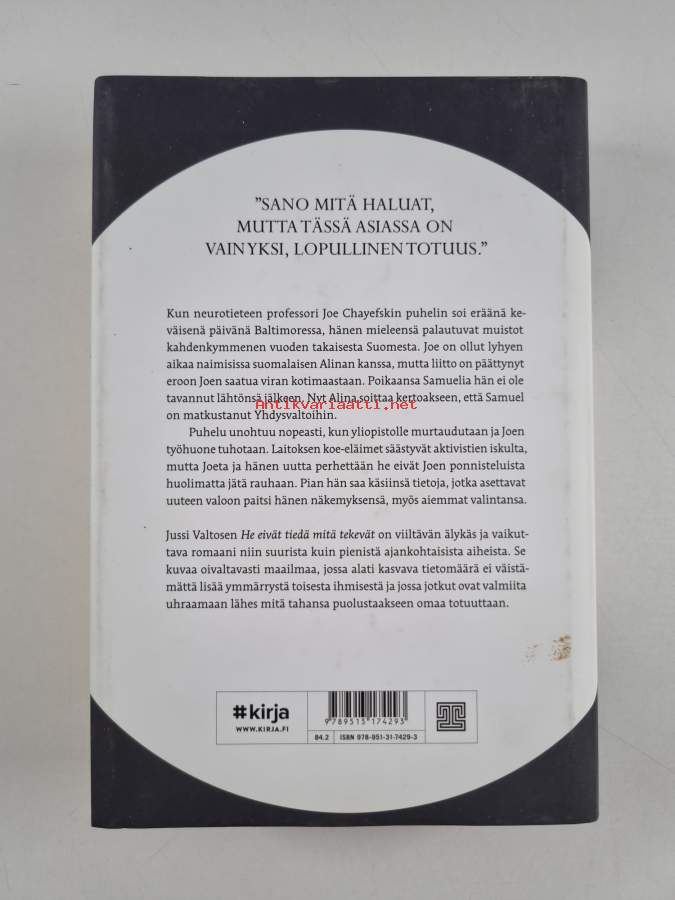 ”SANO MITÄ HALUAT,
MUTTA TÄSSÄ ASIASSA ON
VAIN YKSI, LOPULLINEN TOTUUS.”
Kun neurotieteen professori Joe Chayefskin puhelin soi eräänä ke-
väisenä päivänä Baltimoressa, hänen mieleensä palautuvat muistot
kahdenkymmenen vuoden takaisesta Suomesta. Joe on ollut lyhyen
aikaa naimisissa suomalaisen Alinan kanssa, mutta liitto on päättynyt
eroon Joen saatua viran kotimaastaan. Poikaansa Samuelia hän ei ole
tavannut lähtönsä jälkeen. Nyt Alina soittaa kertoakseen, että Samuel
Antikvariaatti.net
on matkustanut Yhdysvaltoihin.
Puhelu unohtuu nopeasti, kun yliopistolle murtaudutaan ja Joen
työhuone tuhotaan. Laitoksen koe-eläimet säästyvät aktivistien iskulta,
mutta Joeta ja hänen uutta perhettään he eivät Joen ponnisteluista
huolimatta jätä rauhaan. Pian hän saa käsiinsä tietoja, jotka asettavat
uuteen valoon paitsi hänen näkemyksensä, myös aiemmat valintansa.
Jussi Valtosen He eivät tiedä mitä tekevät on viiltävän älykäs ja vaikut-
tava romaani niin suurista kuin pienistä ajankohtaisista aiheista. Se
kuvaa oivaltavasti maailmaa, jossa alati kasvava tietomäärä ei väistä-
mättä lisää ymmärrystä toisesta ihmisestä ja jossa jotkut ovat valmiita
uhraamaan lähes mitä tahansa puolustaakseen omaa totuuttaan.
#kirja
WWW.KIRJA.FI
9 789513 174293
84.2 ISBN 978-951-31-7429-3